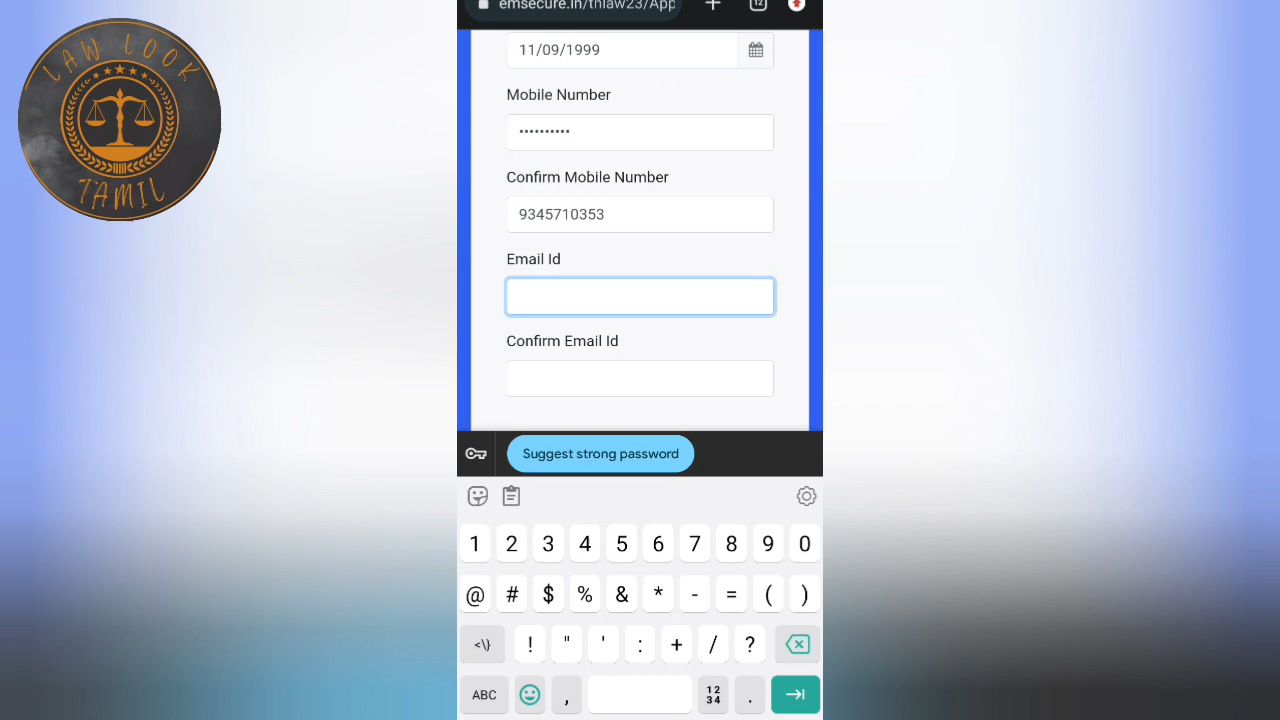 LAW LOOK
TAMIL
emsecure.in/tnlaw23/App
12
11/09/1999
Mobile Number
••••••••••
Confirm Mobile Number
9345710353
Email Id
Confirm Email Id
Suggest strong password
1 2 3 4 5 6 7 8 9 0
@ # $ % & * - = ( )
<\} ! " ' : + / ?
ABC , 12 34 .